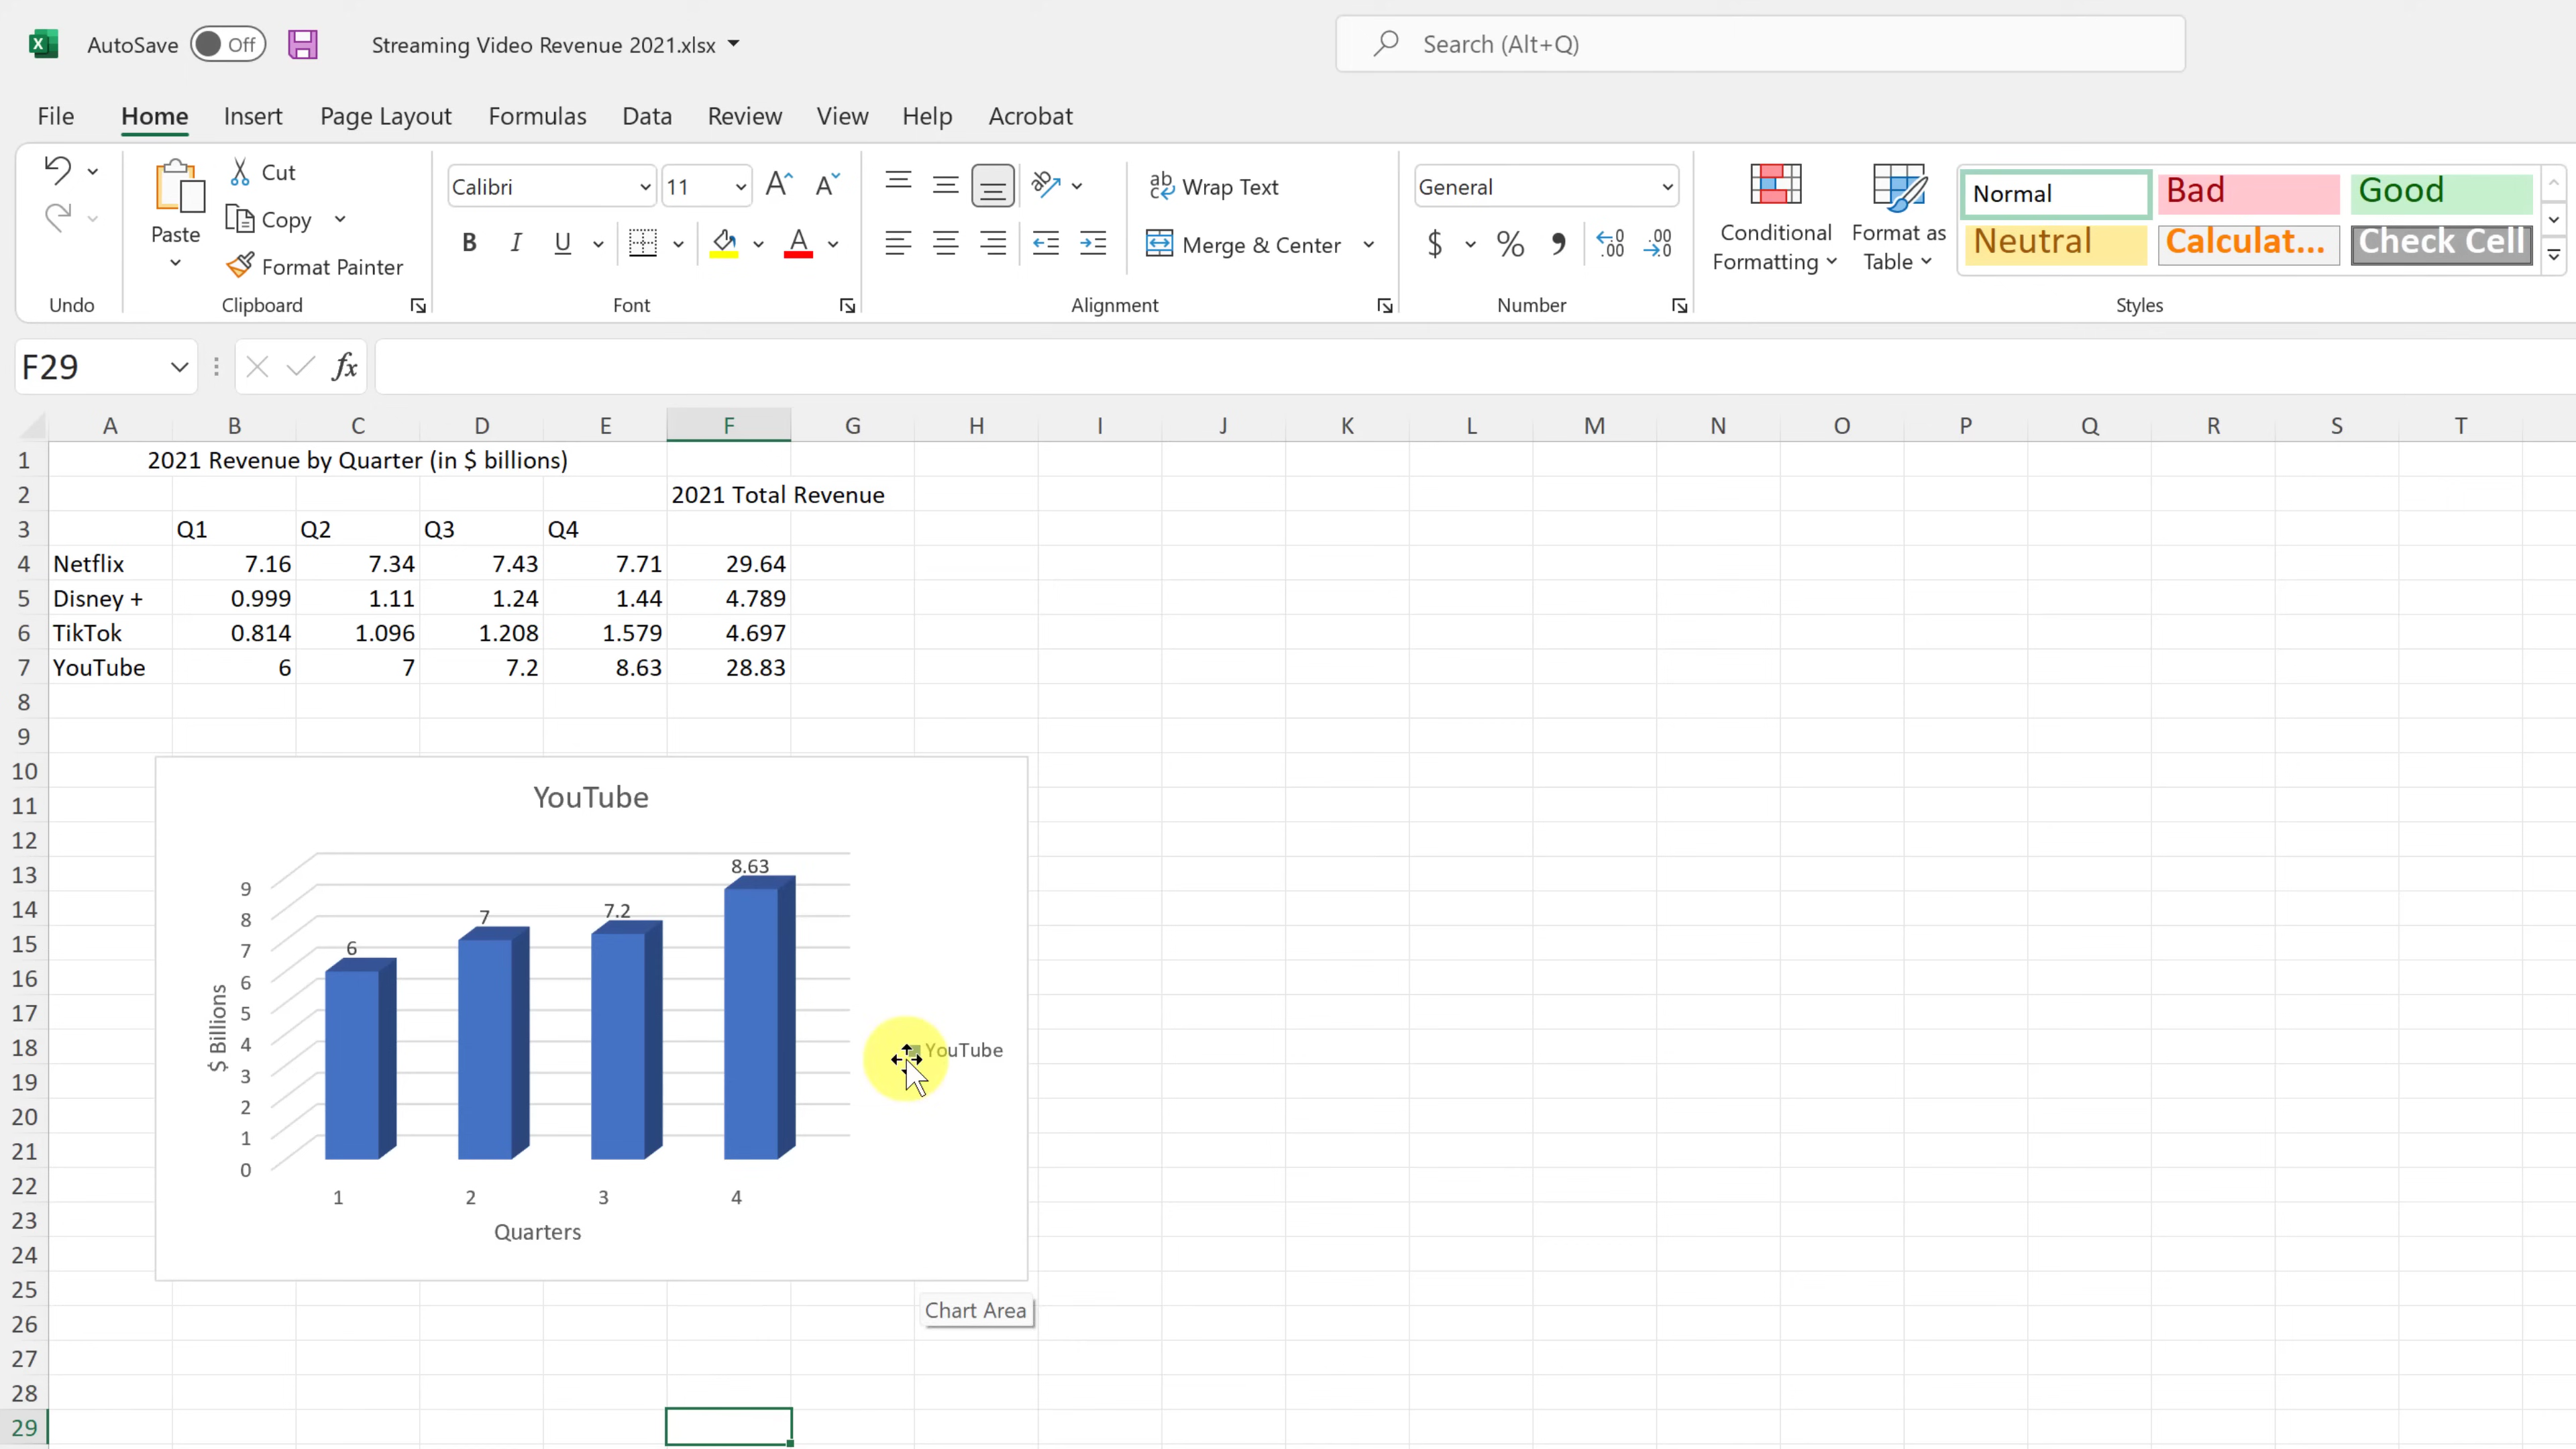 AutoSave Off Streaming Video Revenue 2021.xlsx Search (Alt+Q)
File Home Insert Page Layout Formulas Data Review View Help Acrobat
Paste Cut Copy Format Painter
Calibri 11
B I U A
ab Wrap Text
Merge & Center
General
$ % 9 .00 .00
Conditional Formatting Format as Table
Normal Bad Good
Neutral Calculat... Check Cell
Undo Clipboard Font Alignment Number Styles
F29 fx
A B C D E F G H I J K L M N O P Q R S T
1 2021 Revenue by Quarter (in $ billions)
2 2021 Total Revenue
3 Q1 Q2 Q3 Q4
4 Netflix 7.16 7.34 7.43 7.71 29.64
5 Disney + 0.999 1.11 1.24 1.44 4.789
6 TikTok 0.814 1.096 1.208 1.579 4.697
7 YouTube 6 7 7.2 8.63 28.83
8
9
10
11
12
13
14
15
16
17
18
19
20
21
22
23
24
25
26
27
28
29
YouTube
$ Billions
9
8
7
6
5
4
3
2
1
0
6 7 7.2 8.63
1 2 3 4
Quarters
YouTube
Chart Area